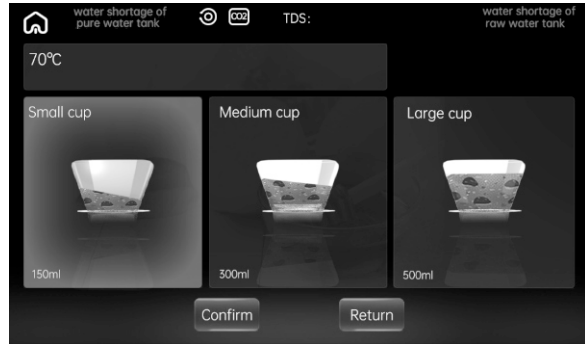 water shortage of
pure water tank
CO2
TDS:
water shortage of
raw water tank
70°C
Small cup
Medium cup
Large cup
150ml
300ml
500ml
Confirm
Return